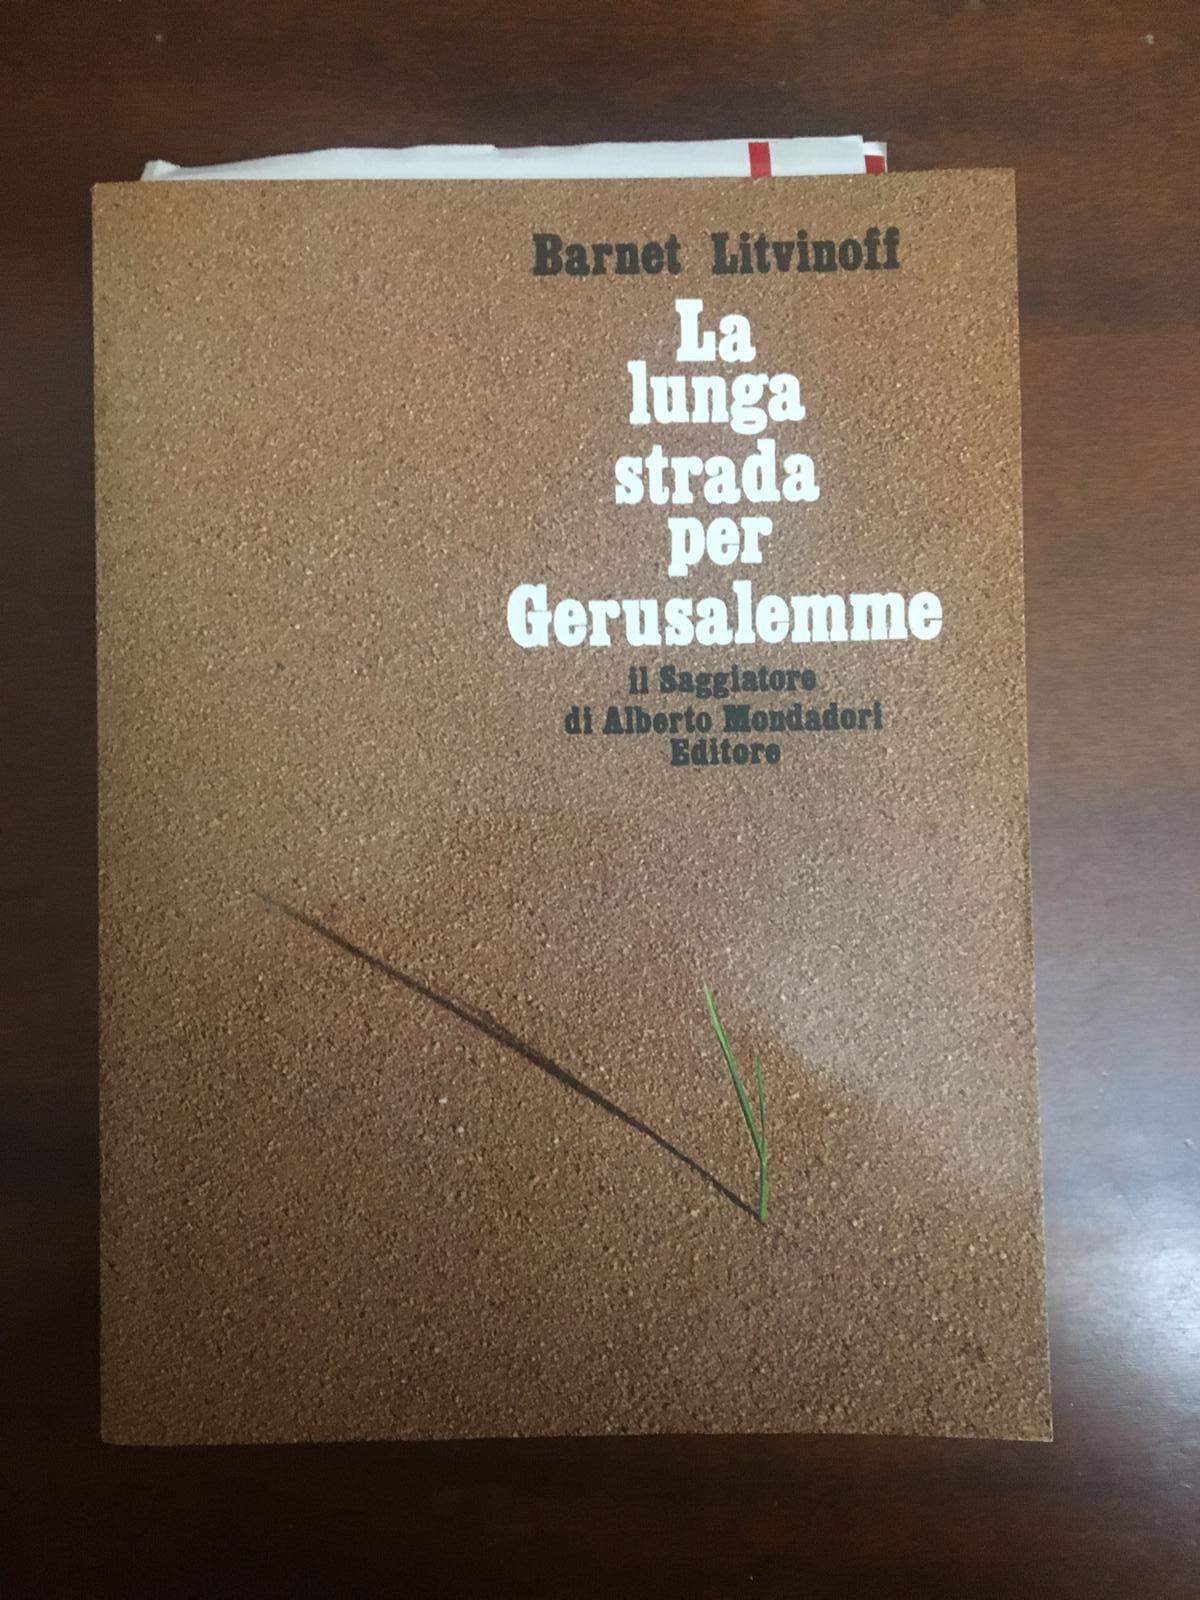 Barnet Litvinoff
La
lunga
strada
per
Gerusalemme
il Saggiatore
di Alberto Mondadori
Editore